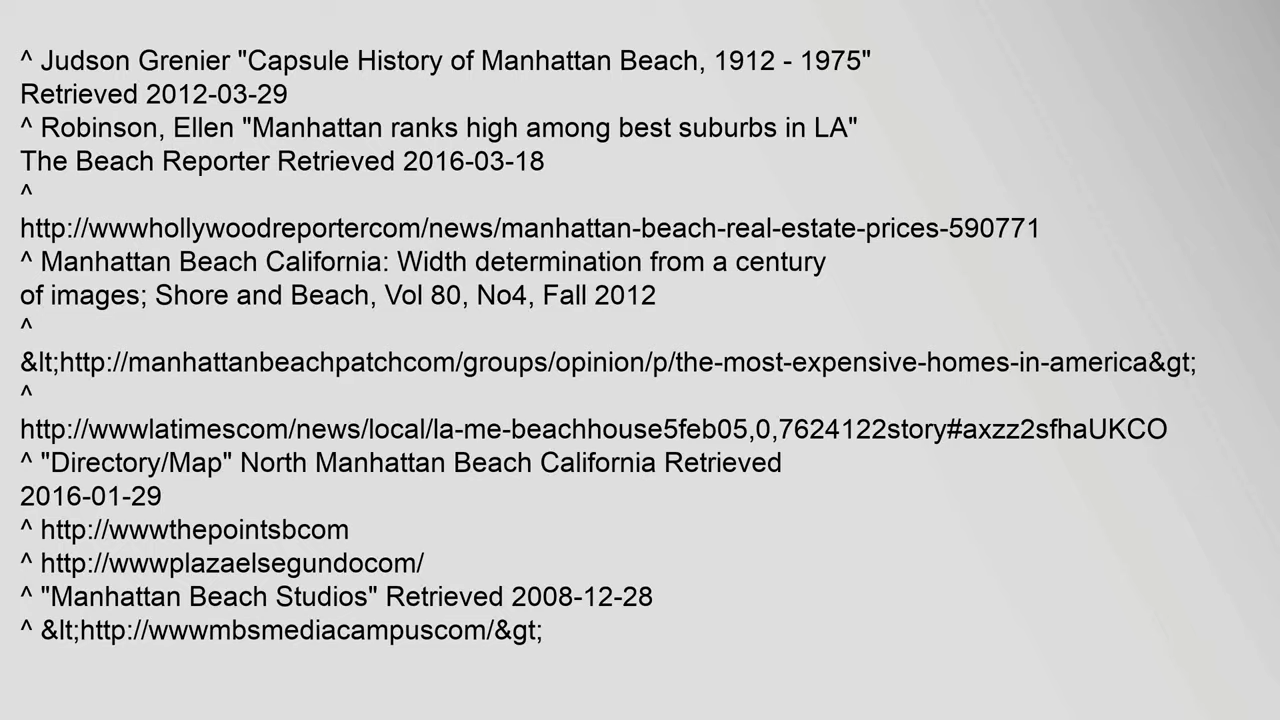 ^ Judson Grenier "Capsule History of Manhattan Beach, 1912 - 1975"
Retrieved 2012-03-29
^ Robinson, Ellen "Manhattan ranks high among best suburbs in LA"
The Beach Reporter Retrieved 2016-03-18
^
http://wwwhollywoodreportercom/news/manhattan-beach-real-estate-prices-590771
^ Manhattan Beach California: Width determination from a century
of images; Shore and Beach, Vol 80, No4, Fall 2012
^
&lt;http://manhattanbeachpatchcom/groups/opinion/p/the-most-expensive-homes-in-america&gt;
^
http://wwwlatimescom/news/local/la-me-beachhouse5feb05,0,7624122story#axzz2sfhaUKCO
^ "Directory/Map" North Manhattan Beach California Retrieved
2016-01-29
^ http://wwwthepointsbcom
^ http://wwwplazaelsegundocom/
^ "Manhattan Beach Studios" Retrieved 2008-12-28
^ &lt;http://wwwmbsmediacampuscom/&gt;